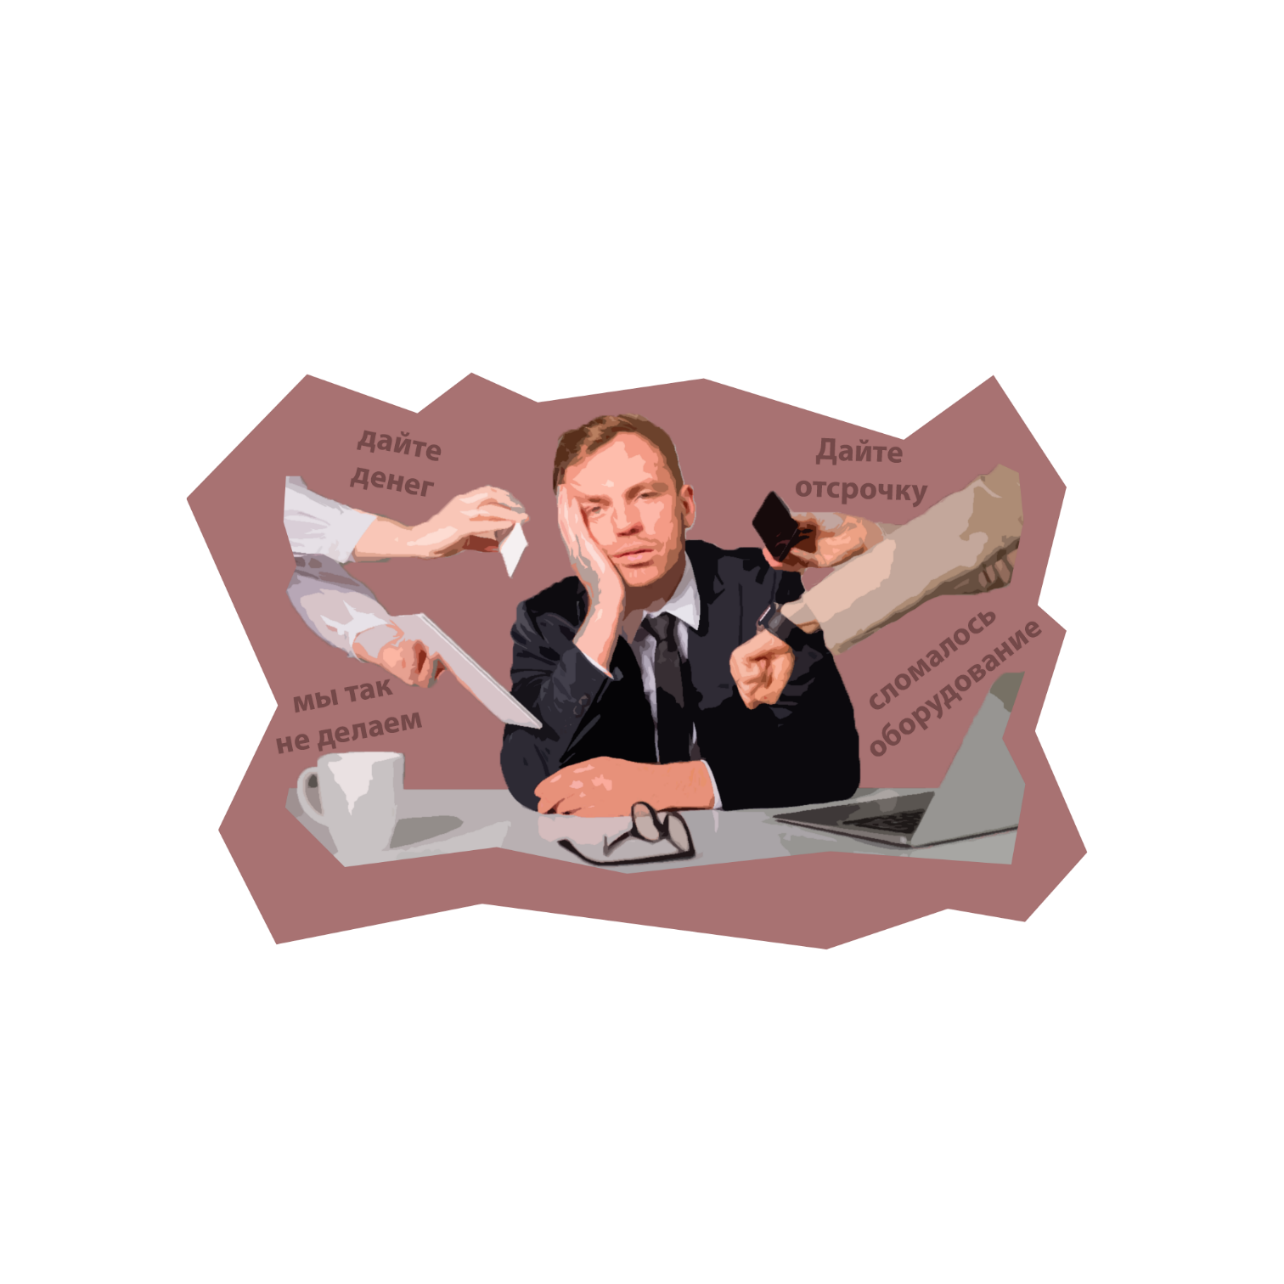 дайте
денег
Дайте
отсрочку
мы так
не делаем
сломалось
оборудование